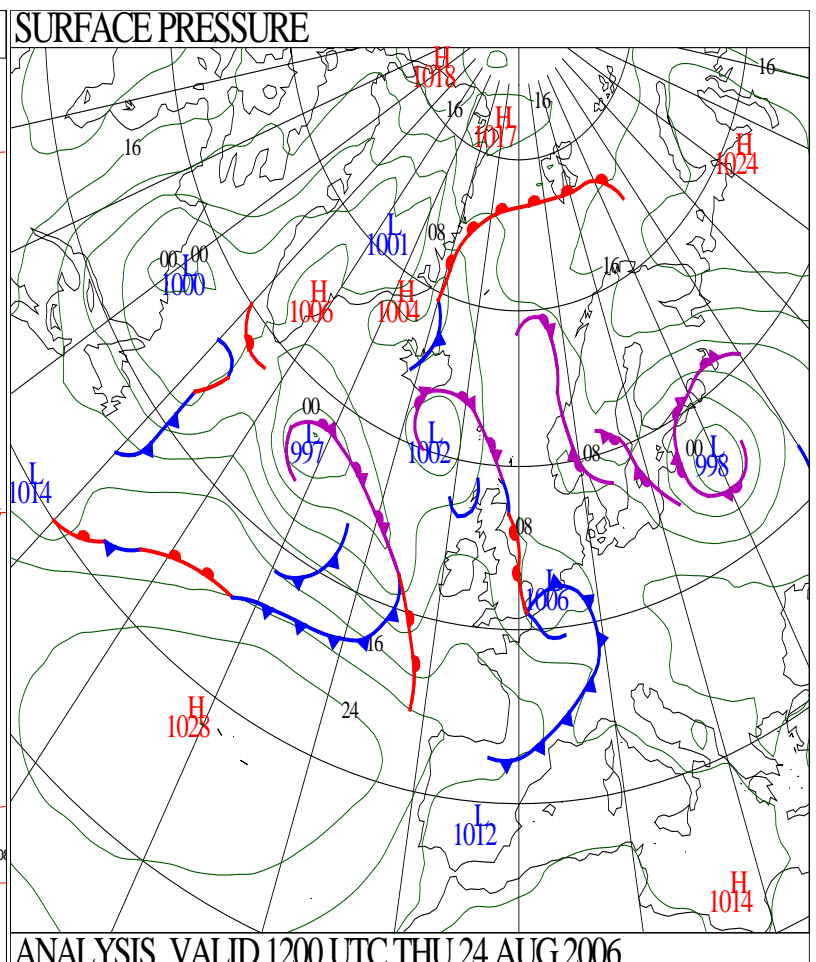 SURFACE PRESSURE
H
1018
16
16
16
H
1017
16
H
1024
L
1001
08
00
00
L
1000
16
H
1006
H
1004
00
L
997
L
1002
08
00
L
998
L
1014
08
L
1006
16
24
H
1028
L
1012
H
1014
ANALYSIS VALID 1200 UTC THU 24 AUG 2006